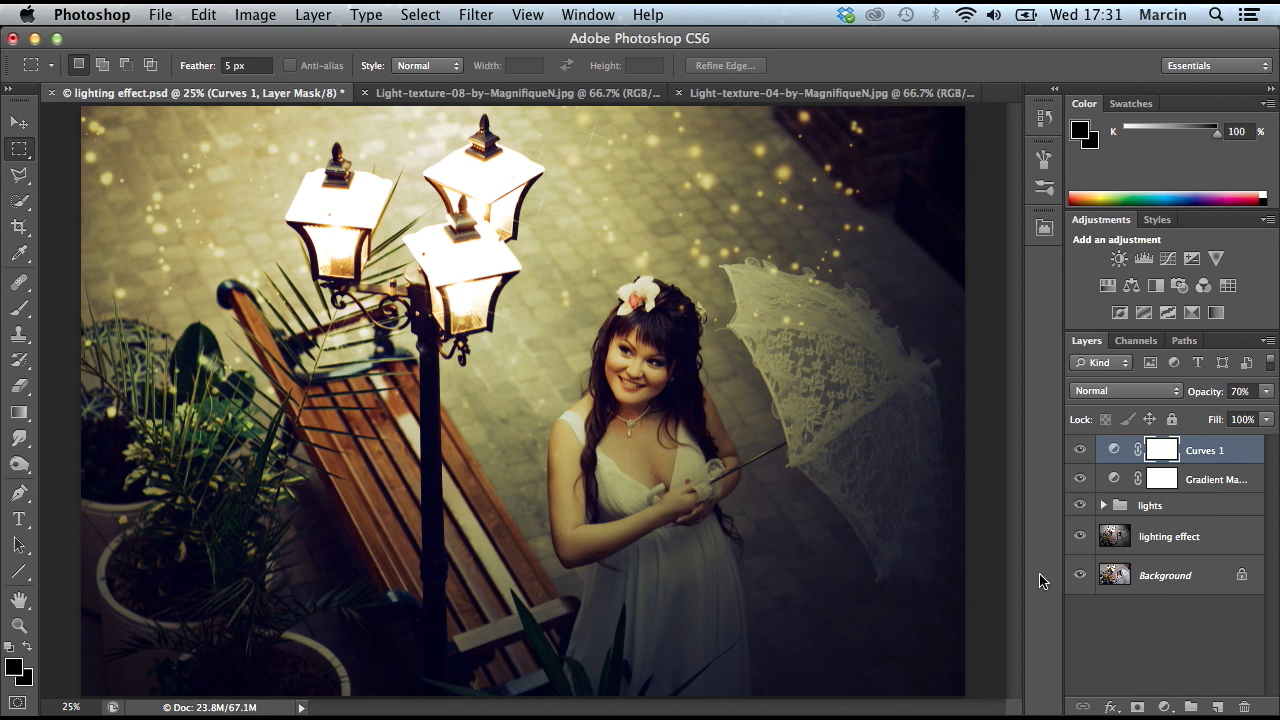 Photoshop File Edit Image Layer Type Select Filter View Window Help Wed 17:31 Marcin
Adobe Photoshop CS6
Feather: 5 px Anti-alias Style: Normal Width: Height: Refine Edge... Essentials
× © lighting effect.psd @ 25% (Curves 1, Layer Mask/8) * × Light-texture-08-by-MagnifiqueN.jpg @ 66.7% (RGB/... × Light-texture-04-by-MagnifiqueN.jpg @ 66.7% (RGB/...
Color Swatches
K 100 %
Adjustments Styles
Add an adjustment
Layers Channels Paths
Kind
Normal Opacity: 70%
Lock: Fill: 100%
Curves 1
Gradient Ma...
lights
lighting effect
Background
25% © Doc: 23.8M/67.1M